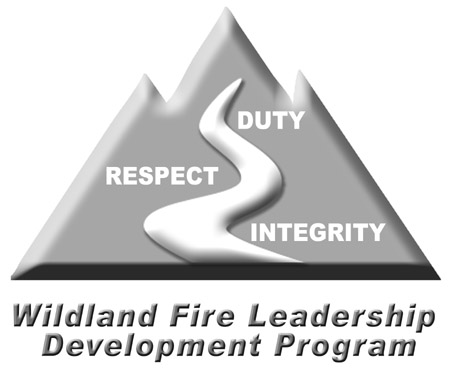 DUTY
RESPECT
INTEGRITY
Wildland Fire Leadership
Development Program